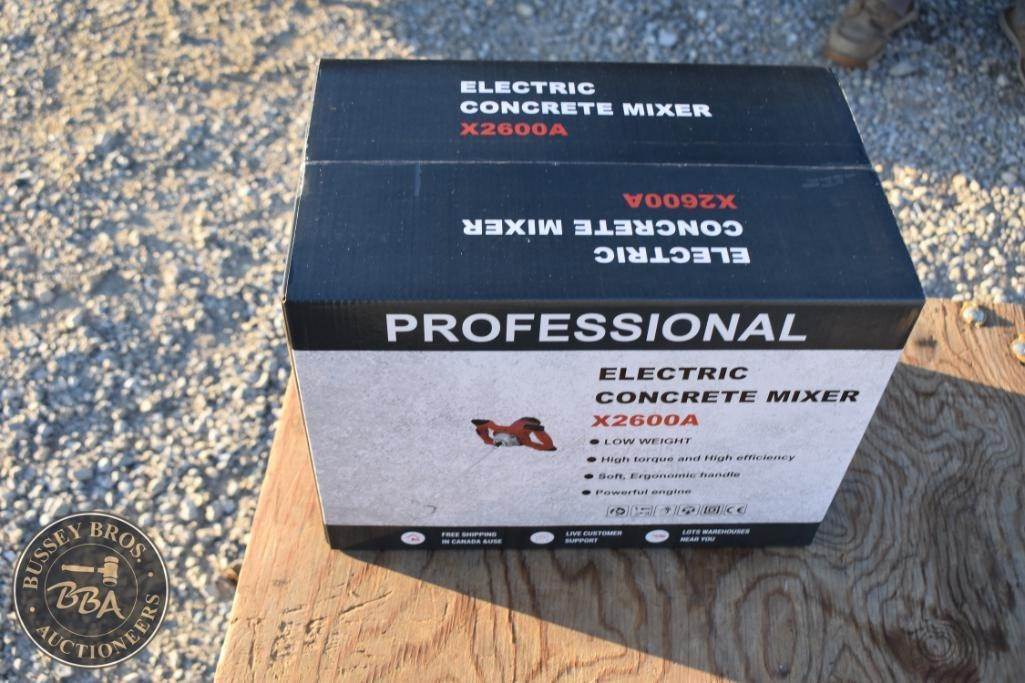 ELECTRIC
CONCRETE MIXER
X2600A
X2600A
CONCRETE MIXER
ELECTRIC
PROFESSIONAL
ELECTRIC
CONCRETE MIXER
X2600A
LOW WEIGHT
High torque and High efficiency
Soft, Ergonomic handle
Powerful engine
CE
FREE SHIPPING
IN CANADA &USE
LIVE CUSTOMER
SUPPORT
LOTS WAREHOUSES
NEAR YOU
BUSSEY BROS.
BBA
AUCTIONEERS